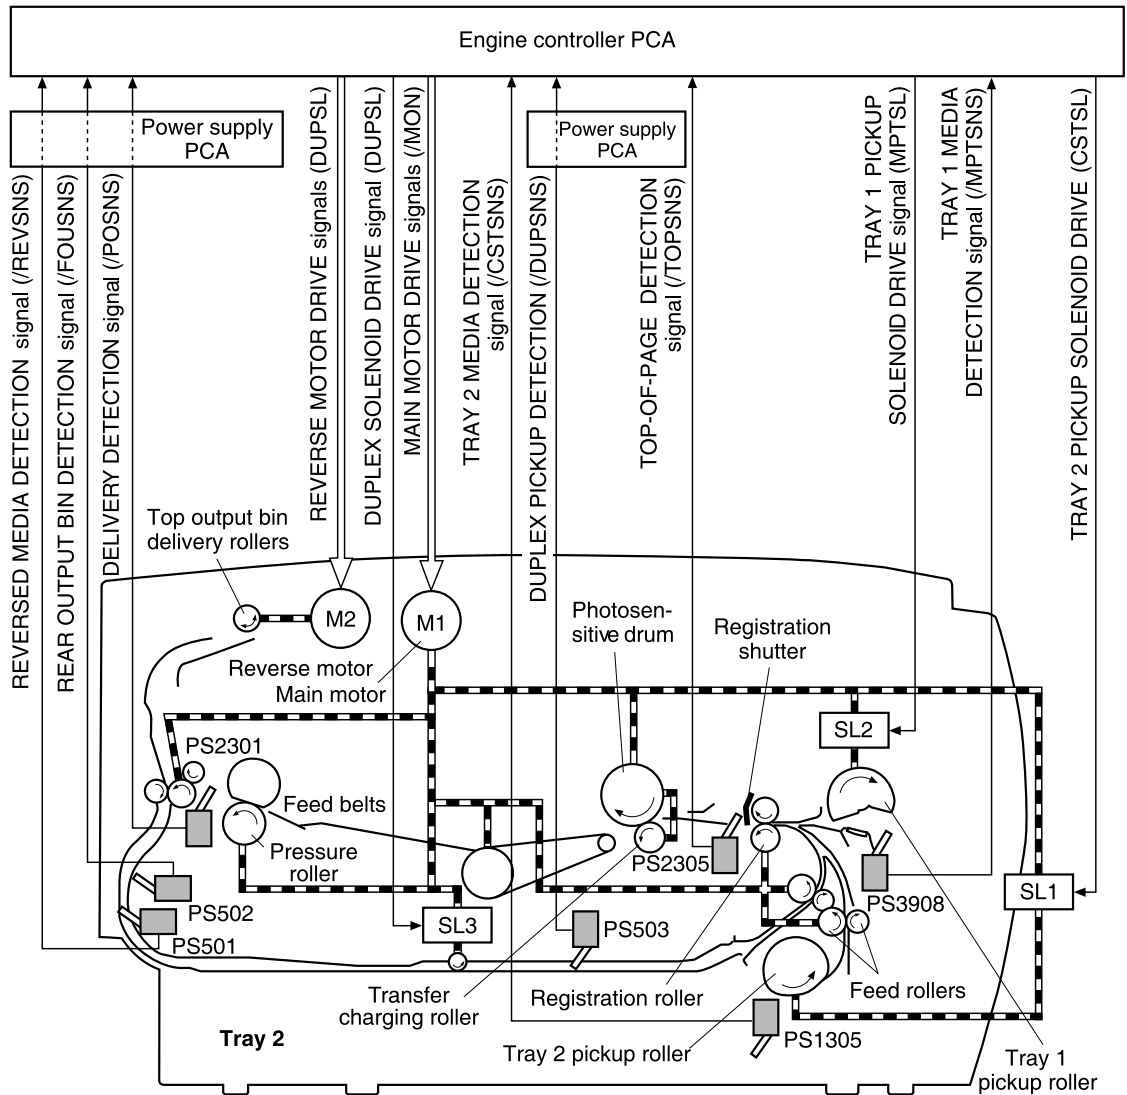 Engine controller PCA
Power supply
PCA
Power supply
PCA
REVERSED MEDIA DETECTION signal (/REVSNS)
REAR OUTPUT BIN DETECTION signal (/FOUSNS)
DELIVERY DETECTION signal (/POSNS)
REVERSE MOTOR DRIVE signals (DUPSL)
DUPLEX SOLENOID DRIVE signal (DUPSL)
MAIN MOTOR DRIVE signals (/MON)
TRAY 2 MEDIA DETECTION
signal (/CSTSNS)
DUPLEX PICKUP DETECTION (/DUPSNS)
TOP-OF-PAGE DETECTION
signal (/TOPSNS)
TRAY 1 PICKUP
SOLENOID DRIVE signal (MPTSL)
TRAY 1 MEDIA
DETECTION signal (/MPTSNS)
TRAY 2 PICKUP SOLENOID DRIVE (CSTSL)
Top output bin
delivery rollers
M2
M1
Reverse motor
Main motor
Photosen-
sitive drum
Registration
shutter
SL2
PS2301
Feed belts
Pressure
roller
PS2305
PS3908
SL1
PS502
PS501
SL3
PS503
Transfer
charging roller
Registration roller
Feed rollers
Tray 2
PS1305
Tray 2 pickup roller
Tray 1
pickup roller